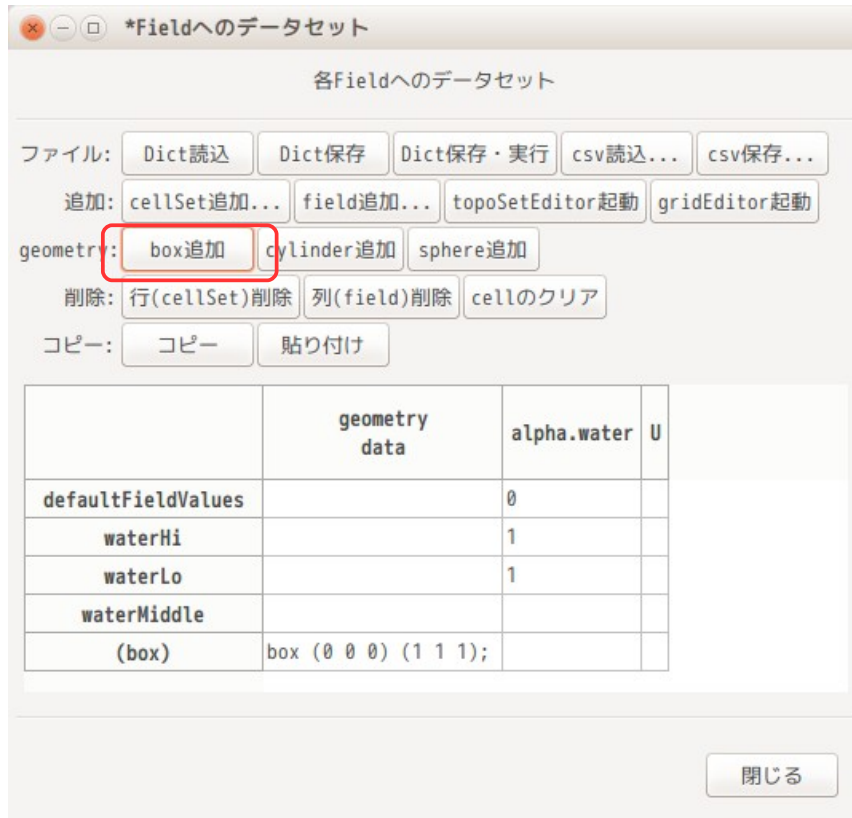 *Fieldへのデータセット
各Fieldへのデータセット
ファイル: Dict読込 Dict保存 Dict保存・実行 csv読込... csv保存...
追加: cellSet追加... field追加... topoSetEditor起動 gridEditor起動
geometry: box追加 cylinder追加 sphere追加
削除: 行(cellSet)削除 列(field)削除 cellのクリア
コピー: コピー 貼り付け
geometry
data alpha.water U
defaultFieldValues 0
waterHi 1
waterLo 1
waterMiddle
(box) box (0 0 0) (1 1 1);
閉じる